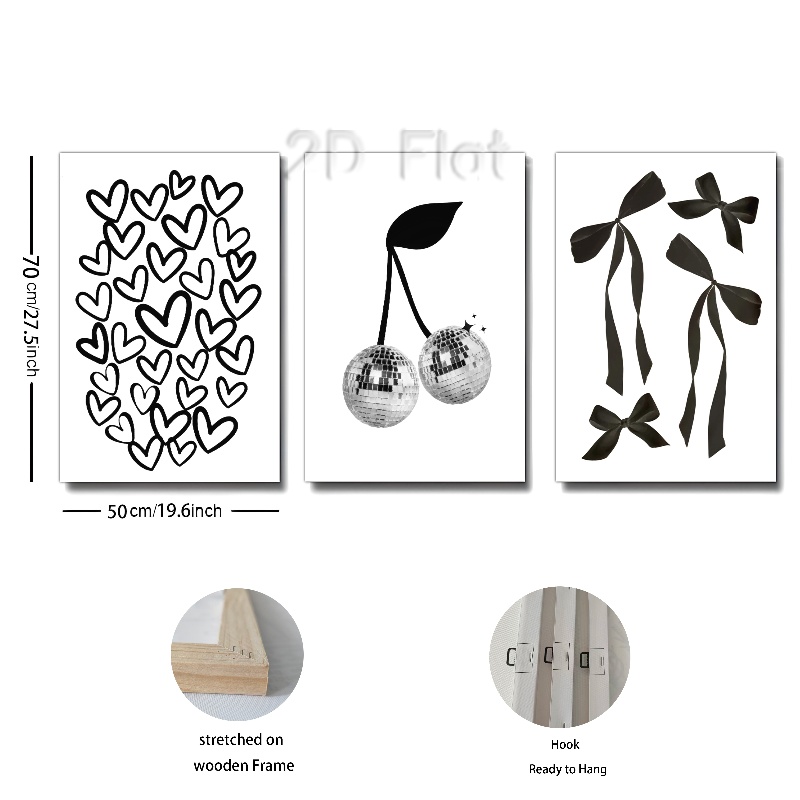 2D Flat
70 cm/27.5inch
50cm/19.6inch
stretched on
wooden Frame
Hook
Ready to Hang